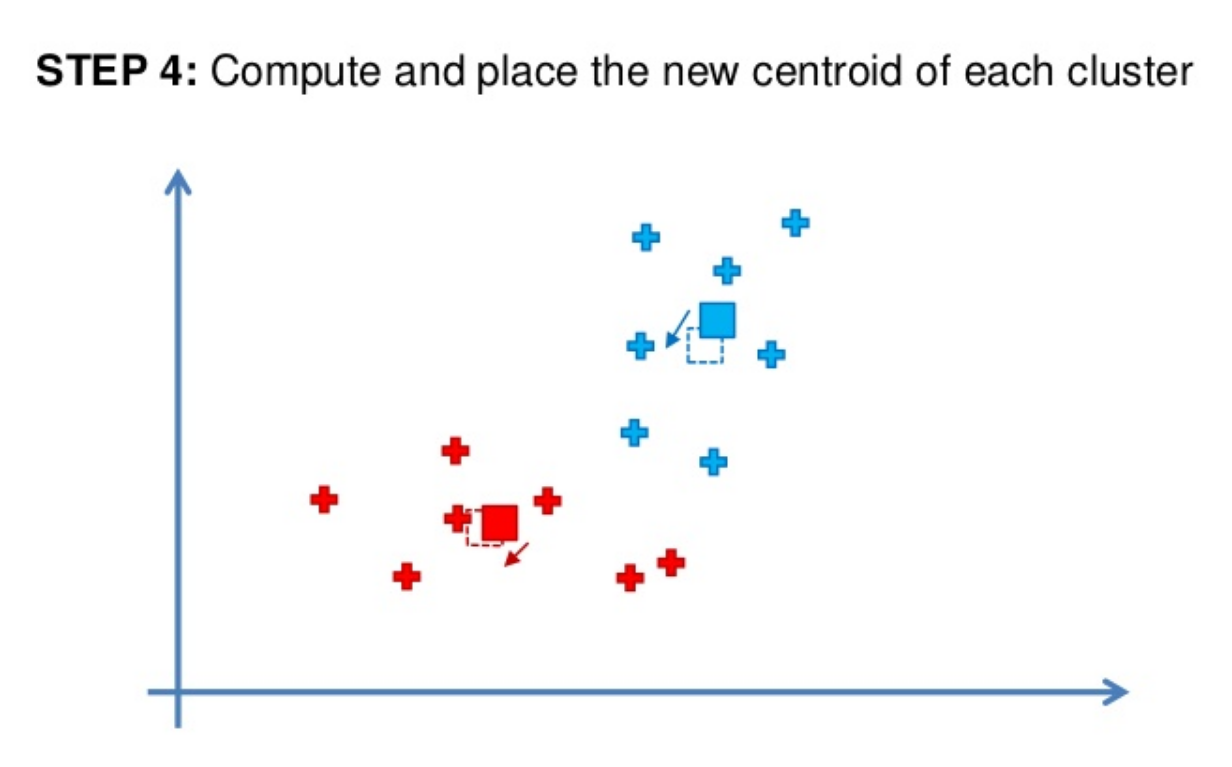 STEP 4: Compute and place the new centroid of each cluster